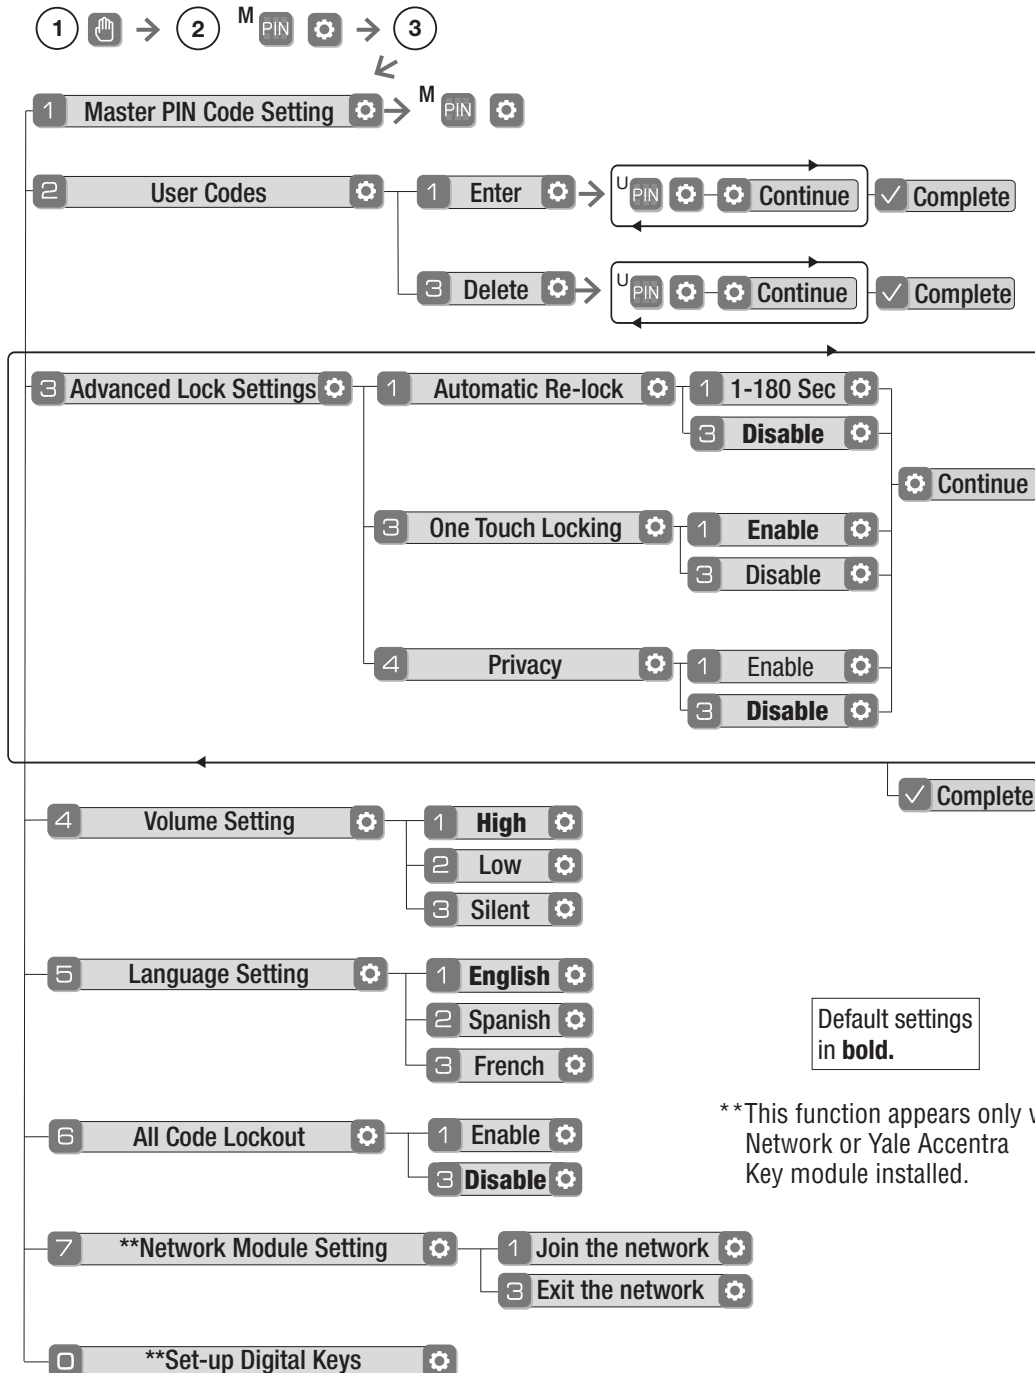 1 2 M PIN 3
1 Master PIN Code Setting M PIN
2 User Codes 1 Enter U PIN Continue Complete
3 Delete U PIN Continue Complete
3 Advanced Lock Settings 1 Automatic Re-lock 1 1-180 Sec
3 Disable
Continue
3 One Touch Locking 1 Enable
3 Disable
4 Privacy 1 Enable
3 Disable
Complete
4 Volume Setting 1 High
2 Low
3 Silent
5 Language Setting 1 English
2 Spanish
3 French
Default settings
in bold.
**This function appears only
Network or Yale Accentra
Key module installed.
6 All Code Lockout 1 Enable
3 Disable
7 **Network Module Setting 1 Join the network
3 Exit the network
0 **Set-up Digital Keys